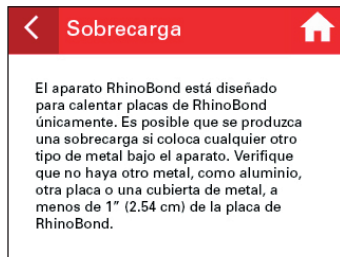 Sobrecarga
El aparato RhinoBond está diseñado
para calentar placas de RhinoBond
únicamente. Es posible que se produzca
una sobrecarga si coloca cualquier otro
tipo de metal bajo el aparato. Verifique
que no haya otro metal, como aluminio,
otra placa o una cubierta de metal, a
menos de 1” (2.54 cm) de la placa de
RhinoBond.